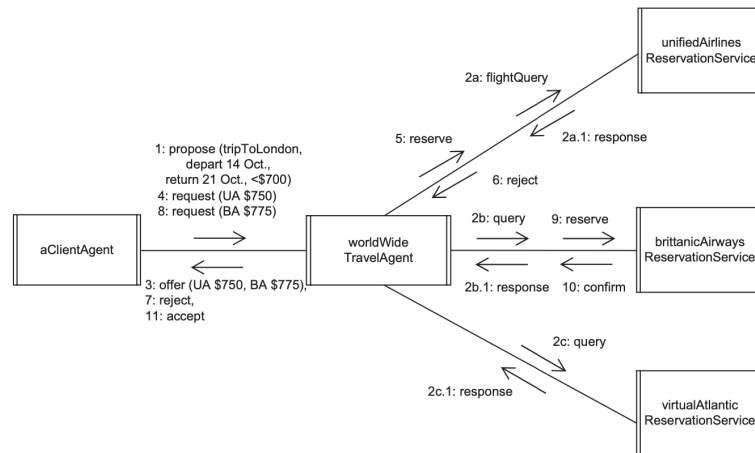 unifiedAirlines
ReservationService
2a: flightQuery
2a.1: response
5: reserve
6: reject
1: propose (tripToLondon,
depart 14 Oct.,
return 21 Oct., <$700)
4: request (UA $750)
8: request (BA $775)
aClientAgent
worldWide
TravelAgent
2b: query
9: reserve
brittanicAirways
ReservationService
2b.1: response
10: confirm
3: offer (UA $750, BA $775),
7: reject,
11: accept
2c: query
2c.1: response
virtualAtlantic
ReservationService